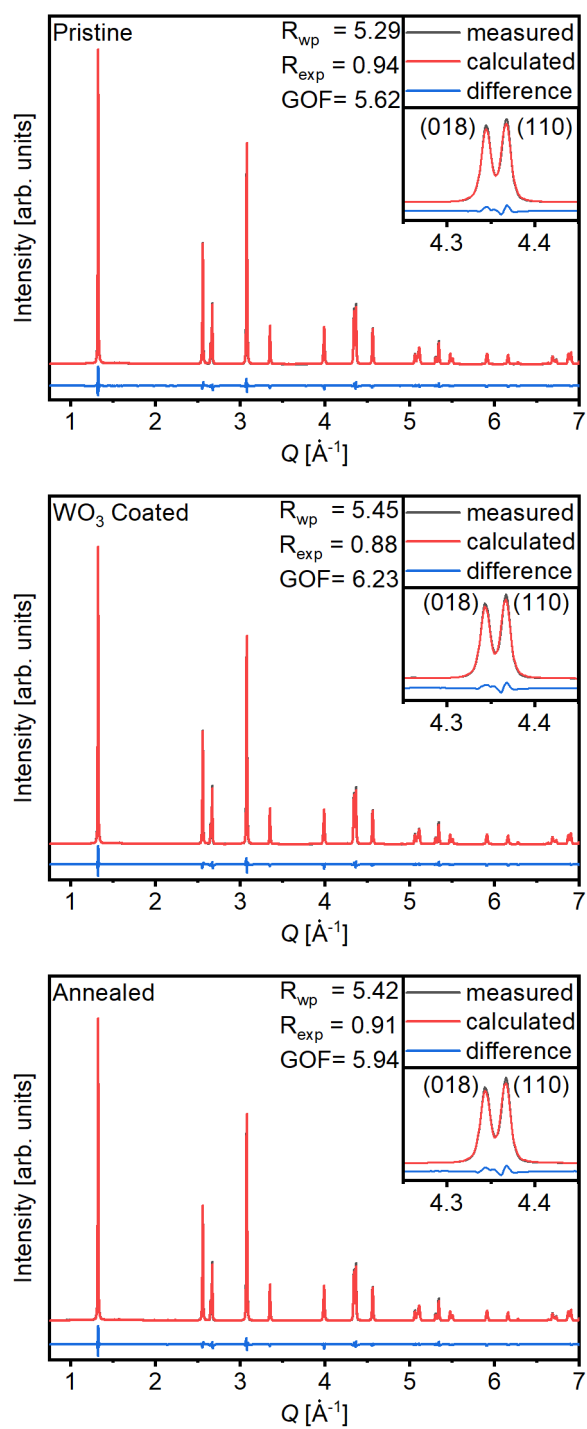 Pristine
R_wp = 5.29
R_exp = 0.94
GOF= 5.62
measured
calculated
difference
(018) (110)
4.3 4.4
Intensity [arb. units]
1 2 3 4 5 6 7
Q [Å⁻¹]
WO₃ Coated
R_wp = 5.45
R_exp = 0.88
GOF= 6.23
measured
calculated
difference
(018) (110)
4.3 4.4
Intensity [arb. units]
1 2 3 4 5 6 7
Q [Å⁻¹]
Annealed
R_wp = 5.42
R_exp = 0.91
GOF= 5.94
measured
calculated
difference
(018) (110)
4.3 4.4
Intensity [arb. units]
1 2 3 4 5 6 7
Q [Å⁻¹]